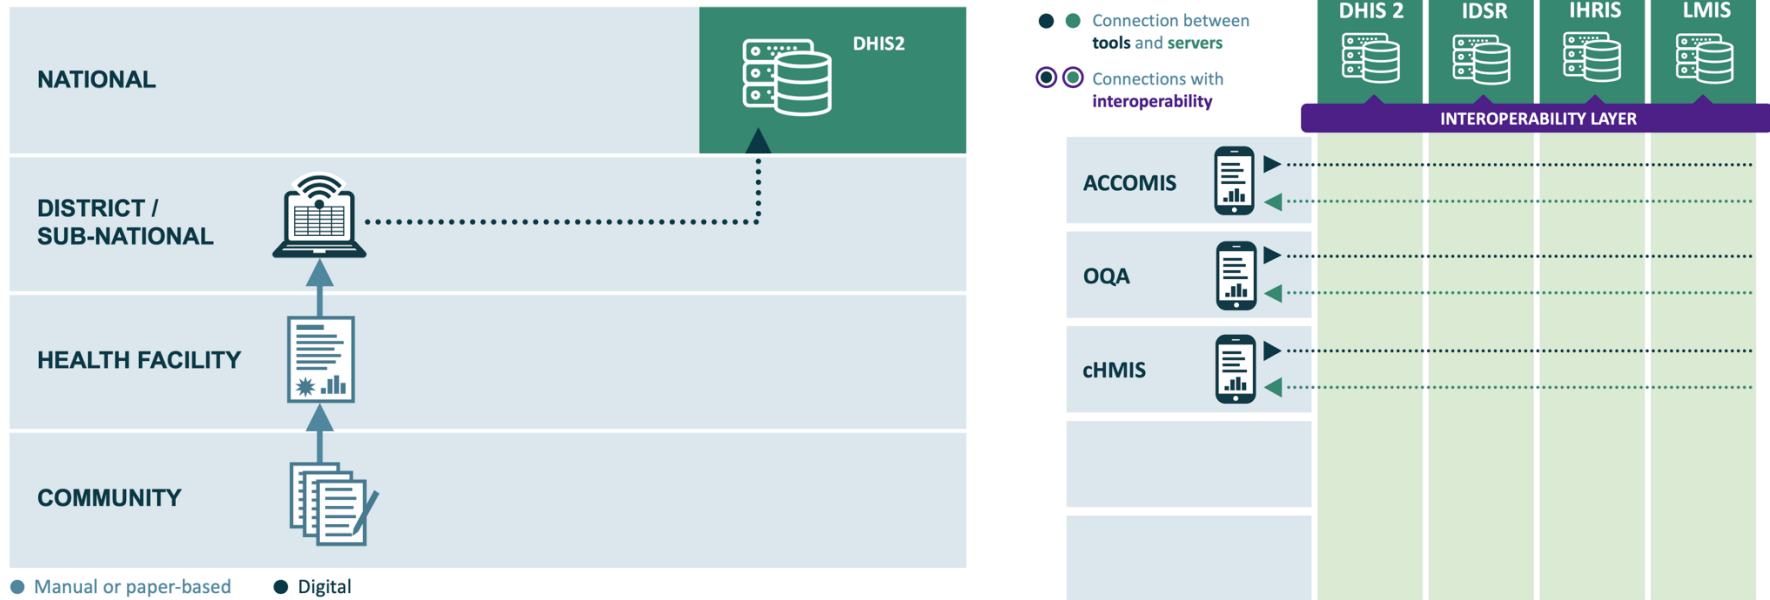 NATIONAL
DHIS2
DISTRICT /
SUB-NATIONAL
HEALTH FACILITY
COMMUNITY
Manual or paper-based
Digital
Connection between
tools and servers
Connections with
interoperability
DHIS 2
IDSR
IHRIS
LMIS
INTEROPERABILITY LAYER
ACCOMIS
OQA
cHMIS